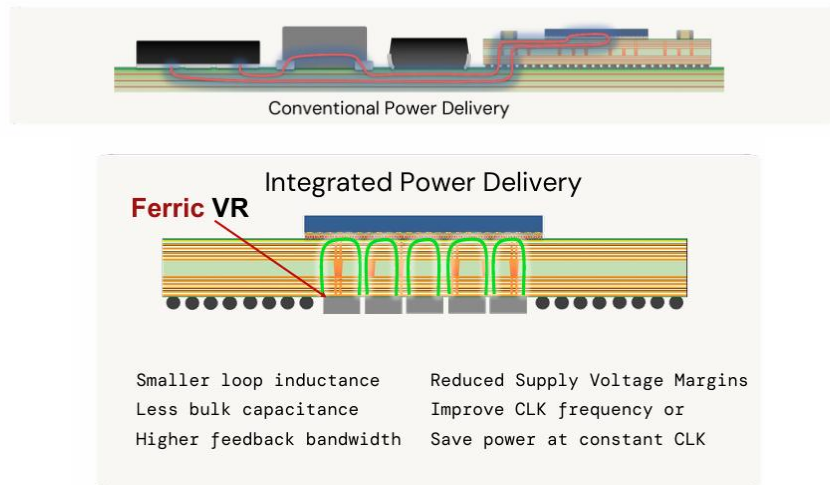 Conventional Power Delivery
Integrated Power Delivery
Ferric VR
Smaller loop inductance
Less bulk capacitance
Higher feedback bandwidth
Reduced Supply Voltage Margins
Improve CLK frequency or
Save power at constant CLK